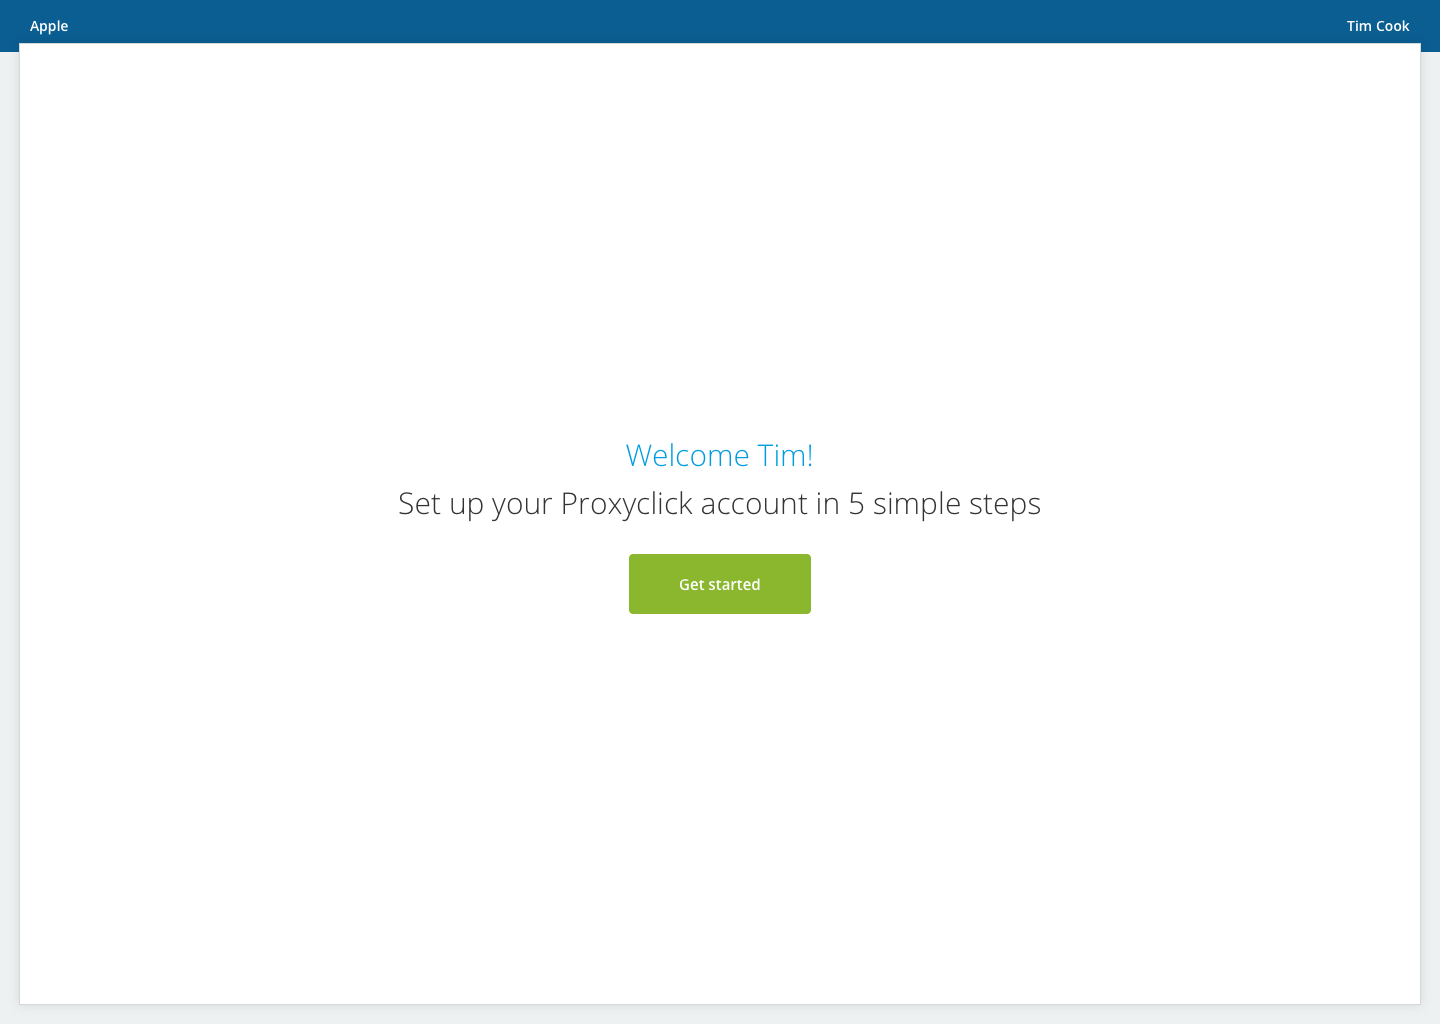 Apple
Tim Cook
Welcome Tim!
Set up your Proxyclick account in 5 simple steps
Get started